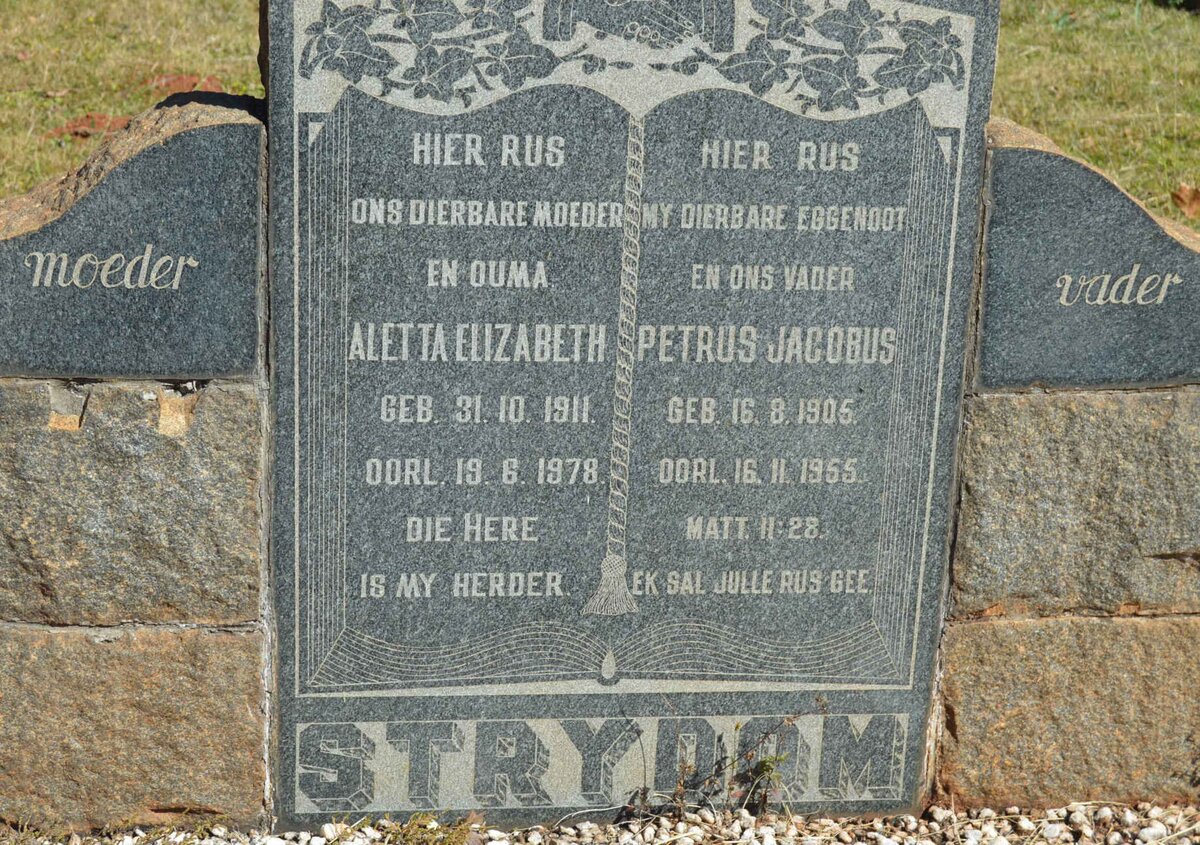 moeder
HIER RUS
ONS DIERBARE MOEDER
EN OUMA.
ALETTA ELIZABETH
GEB. 31. 10. 1911.
OORL. 19. 6. 1978.
DIE HERE
IS MY HERDER.
HIER RUS
MY DIERBARE EGGENOOT
EN ONS VADER
PETRUS JACOBUS
GEB. 16. 8. 1905.
OORL. 16. 11. 1955.
MATT. 11:28.
EK SAL JULLE RUS GEE.
vader
STRYDOM